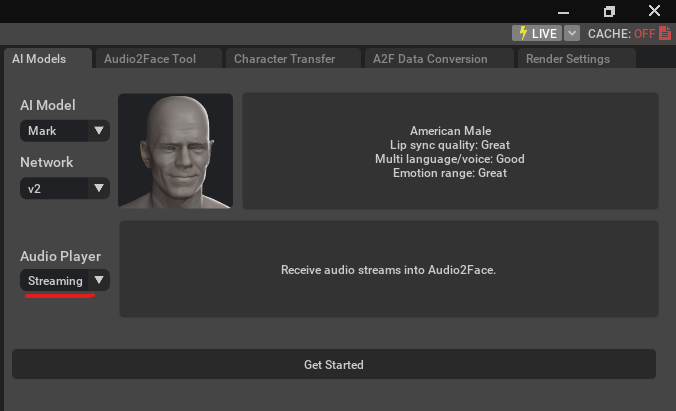 LIVE CACHE: OFF
AI Models Audio2Face Tool Character Transfer A2F Data Conversion Render Settings
AI Model
Mark
Network
v2
American Male
Lip sync quality: Great
Multi language/voice: Good
Emotion range: Great
Audio Player
Streaming
Receive audio streams into Audio2Face.
Get Started